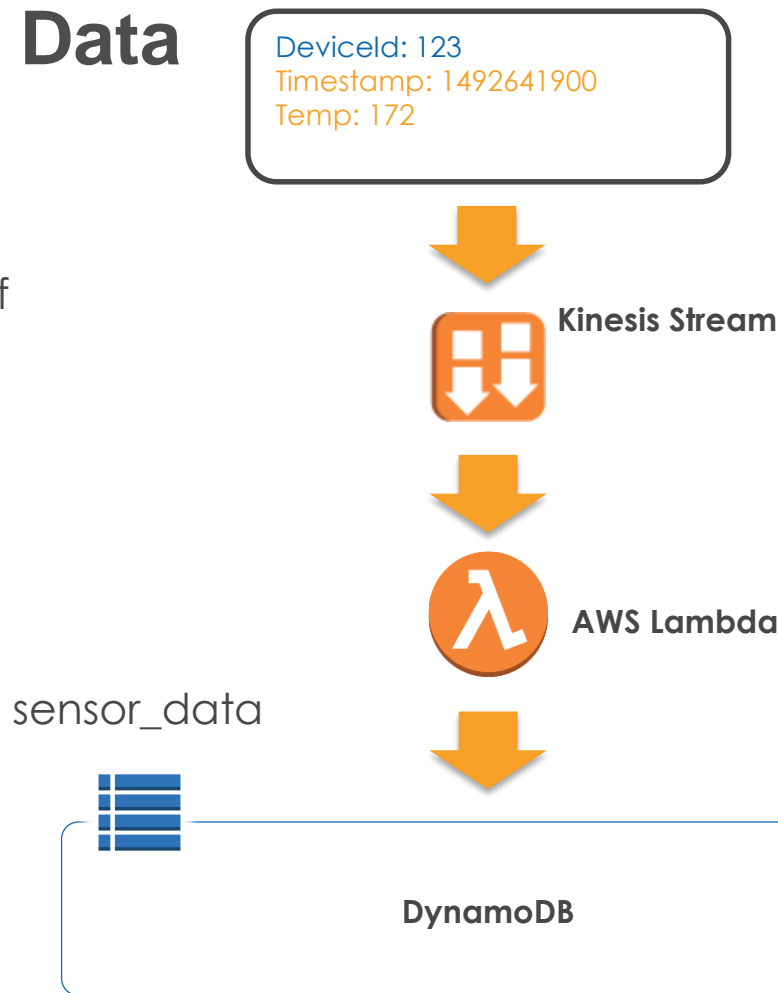 Data
DeviceId: 123
Timestamp: 1492641900
Temp: 172
f
Kinesis Stream
λ
AWS Lambda
sensor_data
DynamoDB